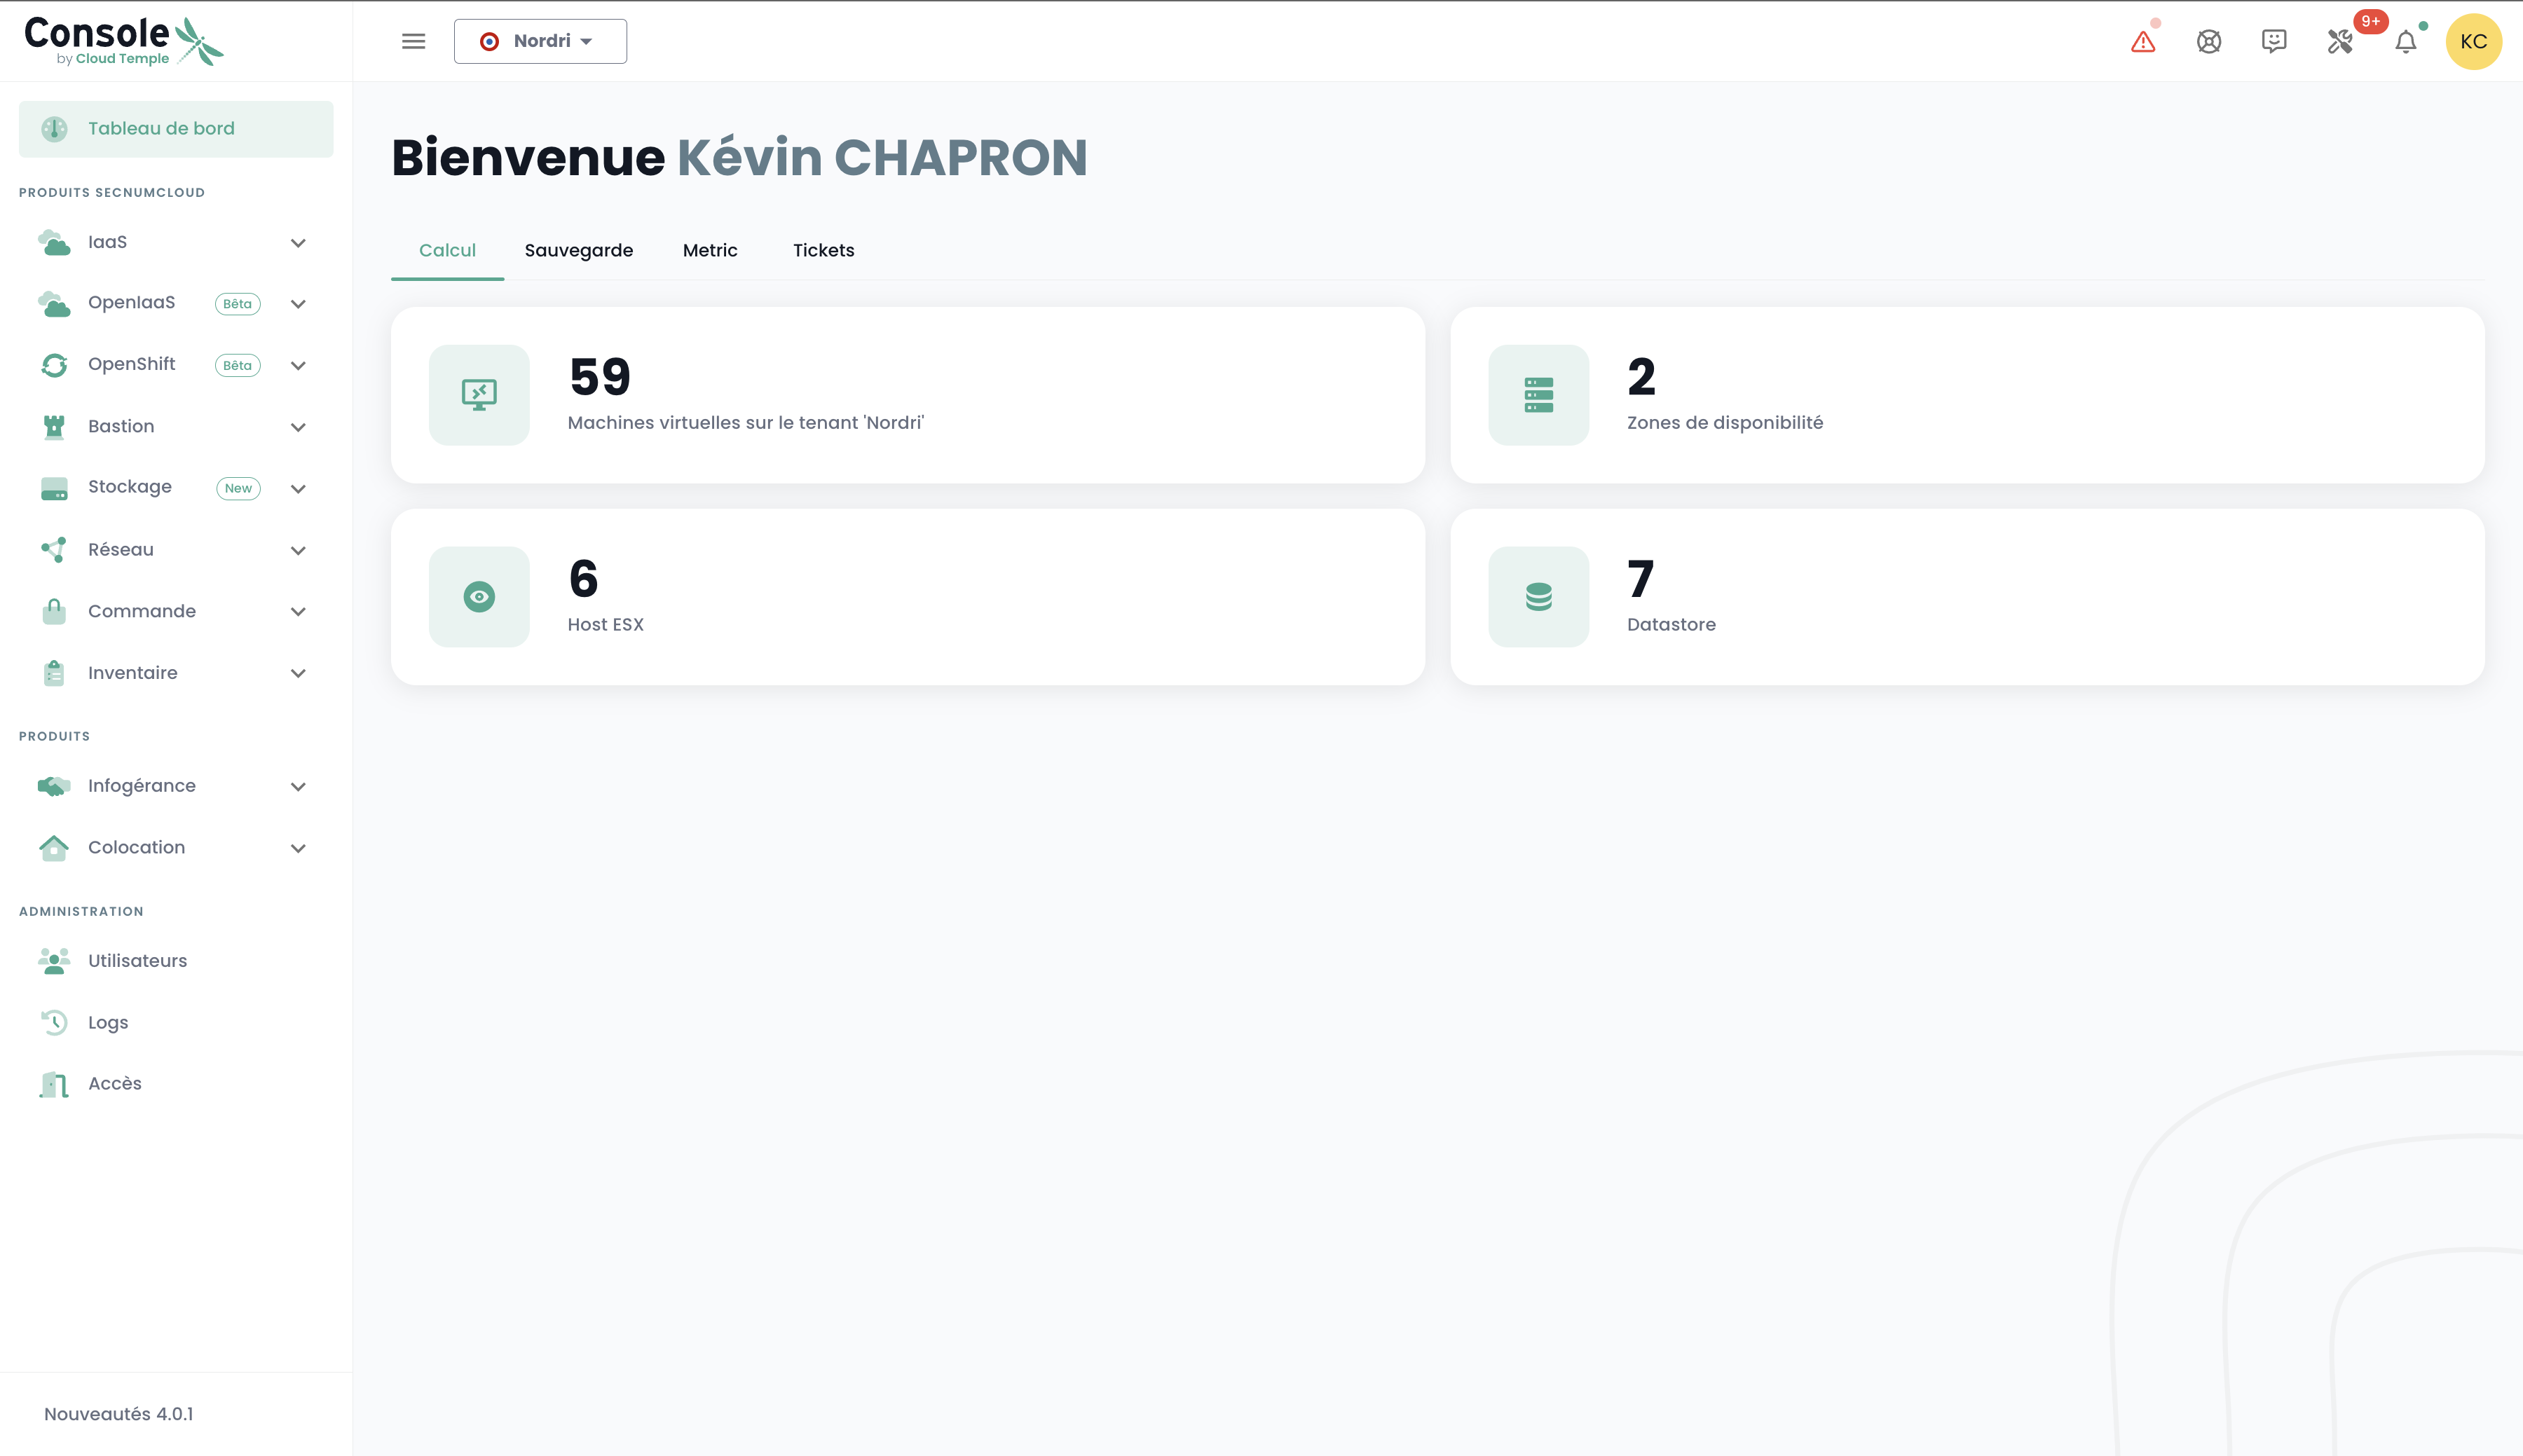 Console
by Cloud Temple
Nordri
9+
KC
Tableau de bord
PRODUITS SECNUMCLOUD
IaaS
OpenIaaS Bêta
OpenShift Bêta
Bastion
Stockage New
Réseau
Commande
Inventaire
PRODUITS
Infogérance
Colocation
ADMINISTRATION
Utilisateurs
Logs
Accès
Nouveautés 4.0.1
Bienvenue Kévin CHAPRON
Calcul Sauvegarde Metric Tickets
59
Machines virtuelles sur le tenant 'Nordri'
2
Zones de disponibilité
6
Host ESX
7
Datastore